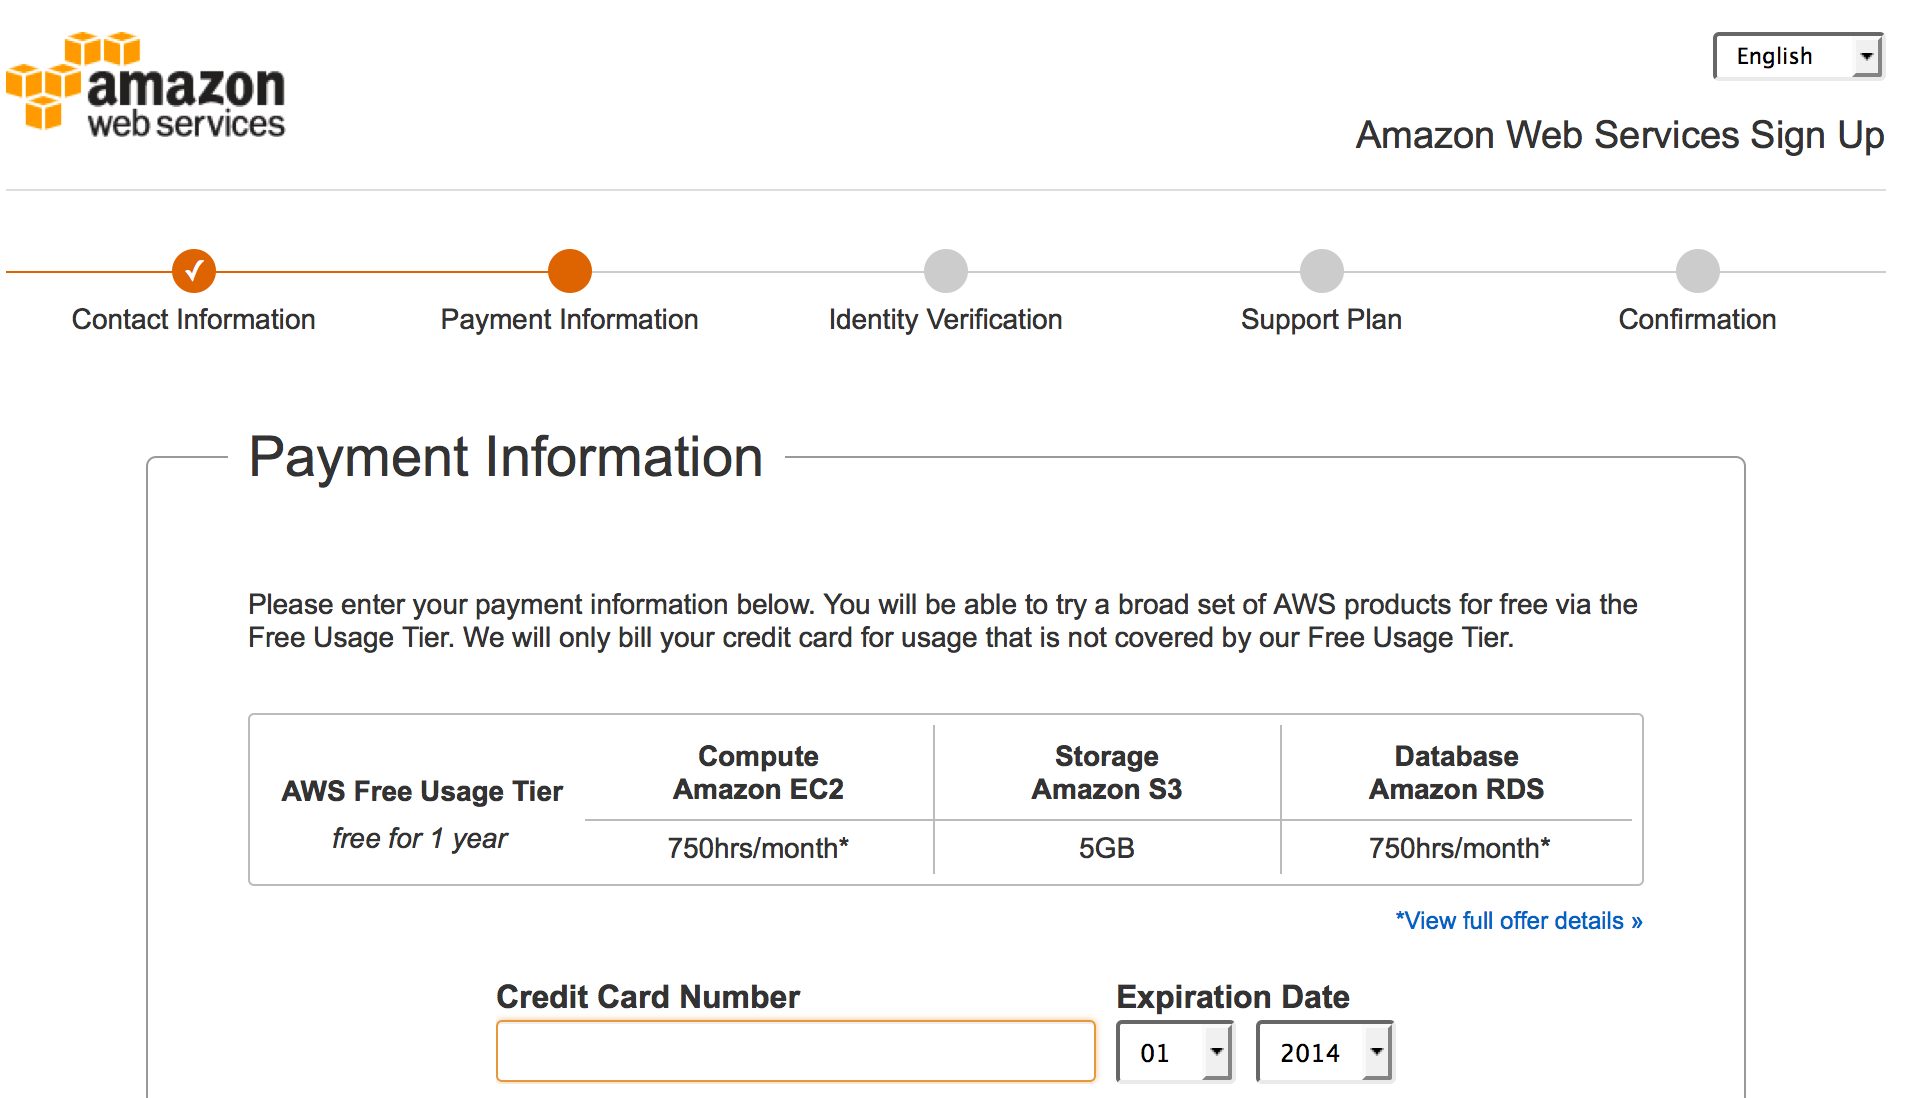 amazon
web services
English
Amazon Web Services Sign Up
Contact Information
Payment Information
Identity Verification
Support Plan
Confirmation
Payment Information
Please enter your payment information below. You will be able to try a broad set of AWS products for free via the
Free Usage Tier. We will only bill your credit card for usage that is not covered by our Free Usage Tier.
AWS Free Usage Tier
free for 1 year
Compute
Amazon EC2
750hrs/month*
Storage
Amazon S3
5GB
Database
Amazon RDS
750hrs/month*
*View full offer details »
Credit Card Number
Expiration Date
01
2014